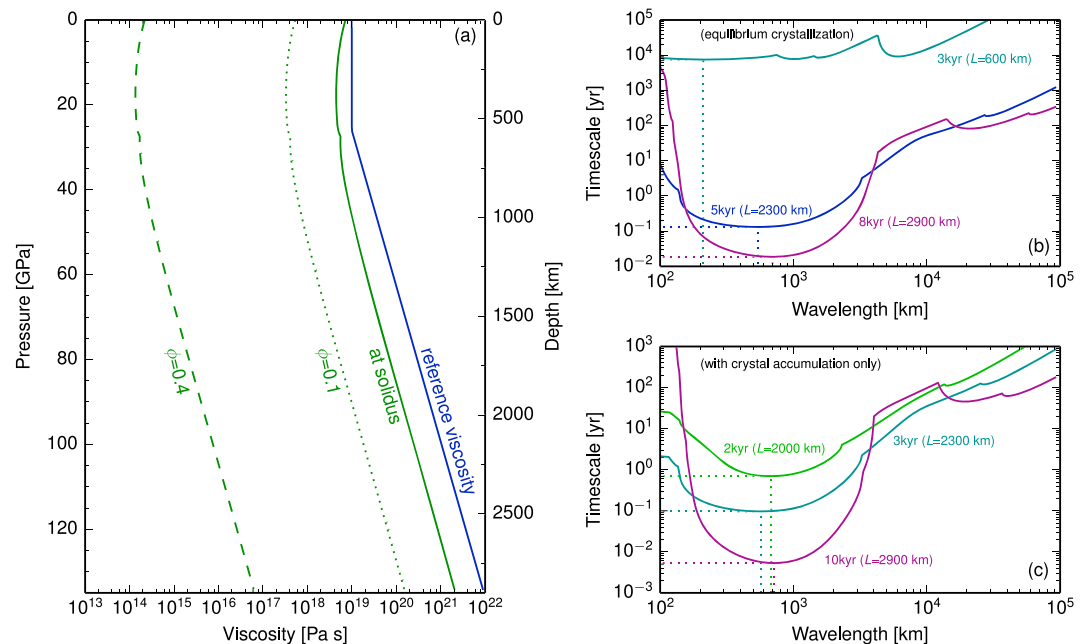 (a)
0
20
40
60
80
100
120
Pressure [GPa]
0
500
1000
1500
2000
2500
Depth [km]
ϕ=0.4
ϕ=0.1
at solidus
reference viscosity
10^13 10^14 10^15 10^16 10^17 10^18 10^19 10^20 10^21 10^22
Viscosity [Pa s]
(equilibrium crystallization)
10^5
10^4
10^3
10^2
10^1
10^0
10^−1
10^−2
Timescale [yr]
3kyr (L=600 km)
5kyr (L=2300 km)
8kyr (L=2900 km)
(b)
10^2 10^3 10^4 10^5
Wavelength [km]
(with crystal accumulation only)
10^3
10^2
10^1
10^0
10^−1
10^−2
10^−3
Timescale [yr]
2kyr (L=2000 km)
3kyr (L=2300 km)
10kyr (L=2900 km)
(c)
10^2 10^3 10^4 10^5
Wavelength [km]